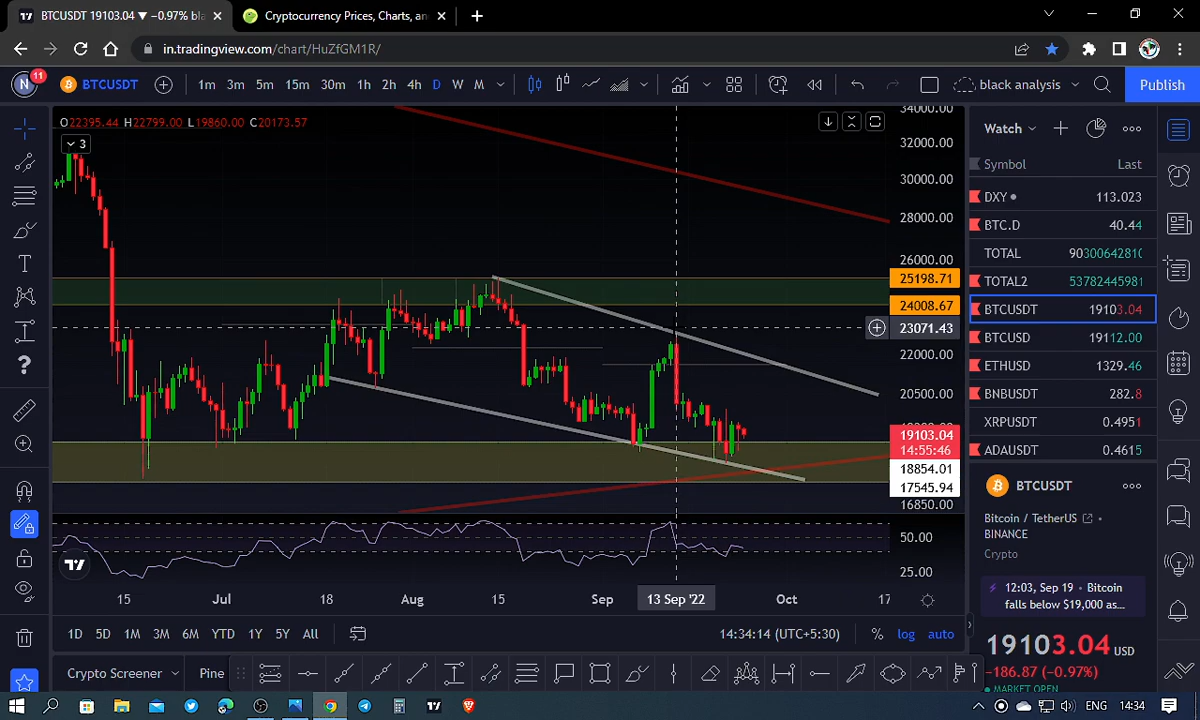 BTCUSDT 19103.04 ▼ −0.97% bla
Cryptocurrency Prices, Charts, an
in.tradingview.com/chart/HuZfGM1R/
N 11 BTCUSDT 1m 3m 5m 15m 30m 1h 2h 4h D W M black analysis Publish
O22395.44 H22799.00 L19860.00 C20173.57
3
34000.00
32000.00
30000.00
28000.00
26000.00
25198.71
24008.67
23071.43
22000.00
20500.00
19103.04
14:55:46
18854.01
17545.94
16850.00
50.00
25.00
15 Jul 18 Aug 15 Sep 13 Sep '22 Oct 17
1D 5D 1M 3M 6M YTD 1Y 5Y All 14:34:14 (UTC+5:30) % log auto
Crypto Screener Pine
Watch
Symbol Last
DXY 113.023
BTC.D 40.44
TOTAL 90300642810
TOTAL2 53782445981
BTCUSDT 19103.04
BTCUSD 19112.00
ETHUSD 1329.46
BNBUSDT 282.8
XRPUSDT 0.4951
ADAUSDT 0.4615
BTCUSDT
Bitcoin / TetherUS
BINANCE
Crypto
12:03, Sep 19 • Bitcoin
falls below $19,000 as...
19103.04 USD
−186.87 (−0.97%)
MARKET OPEN
ENG 14:34